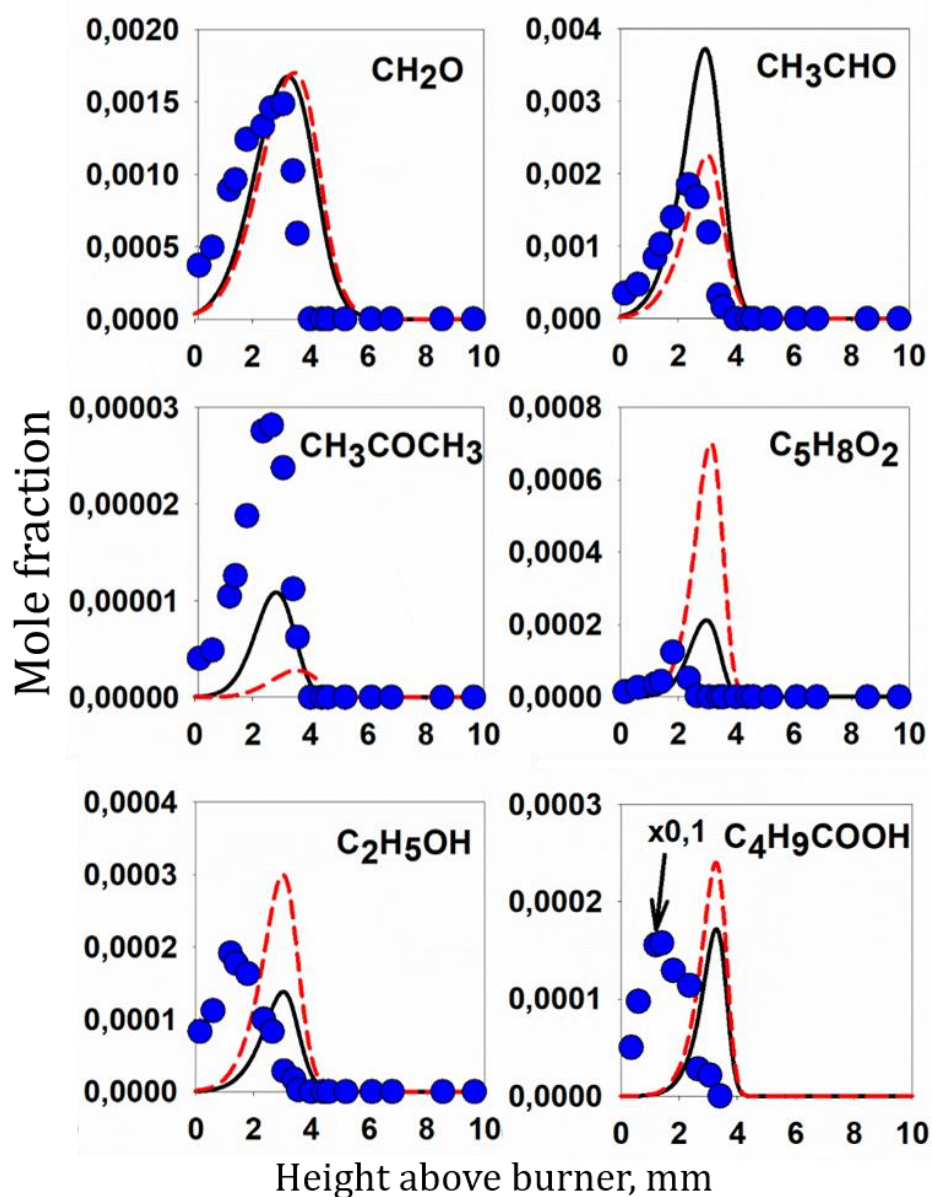 Mole fraction
0,0020
0,0015
0,0010
0,0005
0,0000
CH2O
0 2 4 6 8 10
0,004
0,003
0,002
0,001
0,000
CH3CHO
0 2 4 6 8 10
0,00003
0,00002
0,00001
0,00000
CH3COCH3
0 2 4 6 8 10
0,0008
0,0006
0,0004
0,0002
0,0000
C5H8O2
0 2 4 6 8 10
0,0004
0,0003
0,0002
0,0001
0,0000
C2H5OH
0 2 4 6 8 10
0,0003
0,0002
0,0001
0,0000
x0,1
C4H9COOH
0 2 4 6 8 10
Height above burner, mm